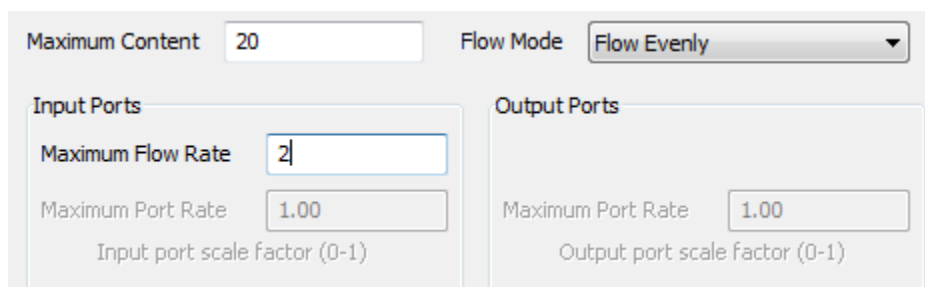 Maximum Content 20 Flow Mode Flow Evenly
Input Ports Output Ports
Maximum Flow Rate 2
Maximum Port Rate 1.00 Maximum Port Rate 1.00
Input port scale factor (0-1) Output port scale factor (0-1)